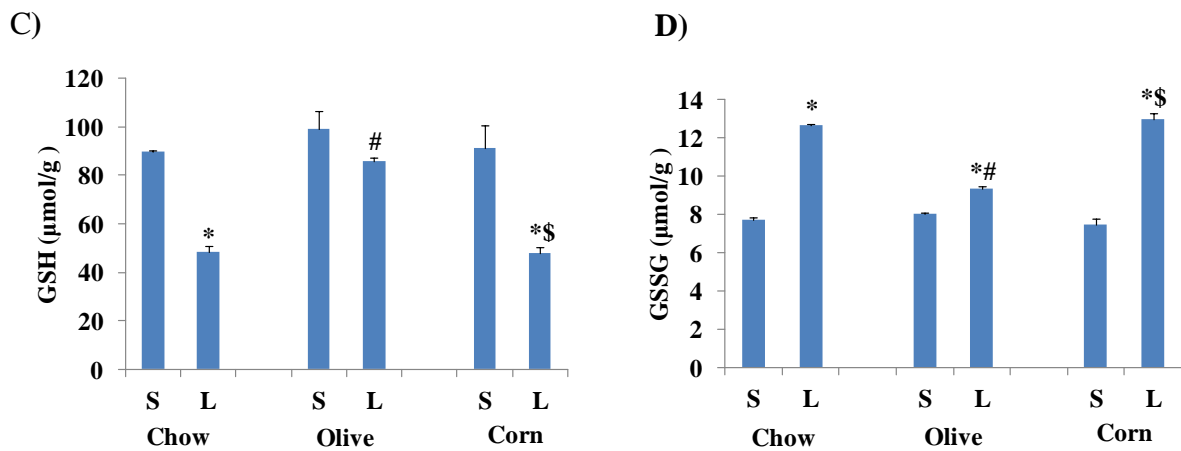 C)
GSH (µmol/g )
120
100
80
60
40
20
0
*
#
*$
S L S L S L
Chow Olive Corn
D)
GSSG (µmol/g )
14
12
10
8
6
4
2
0
*
*#
*$
S L S L S L
Chow Olive Corn